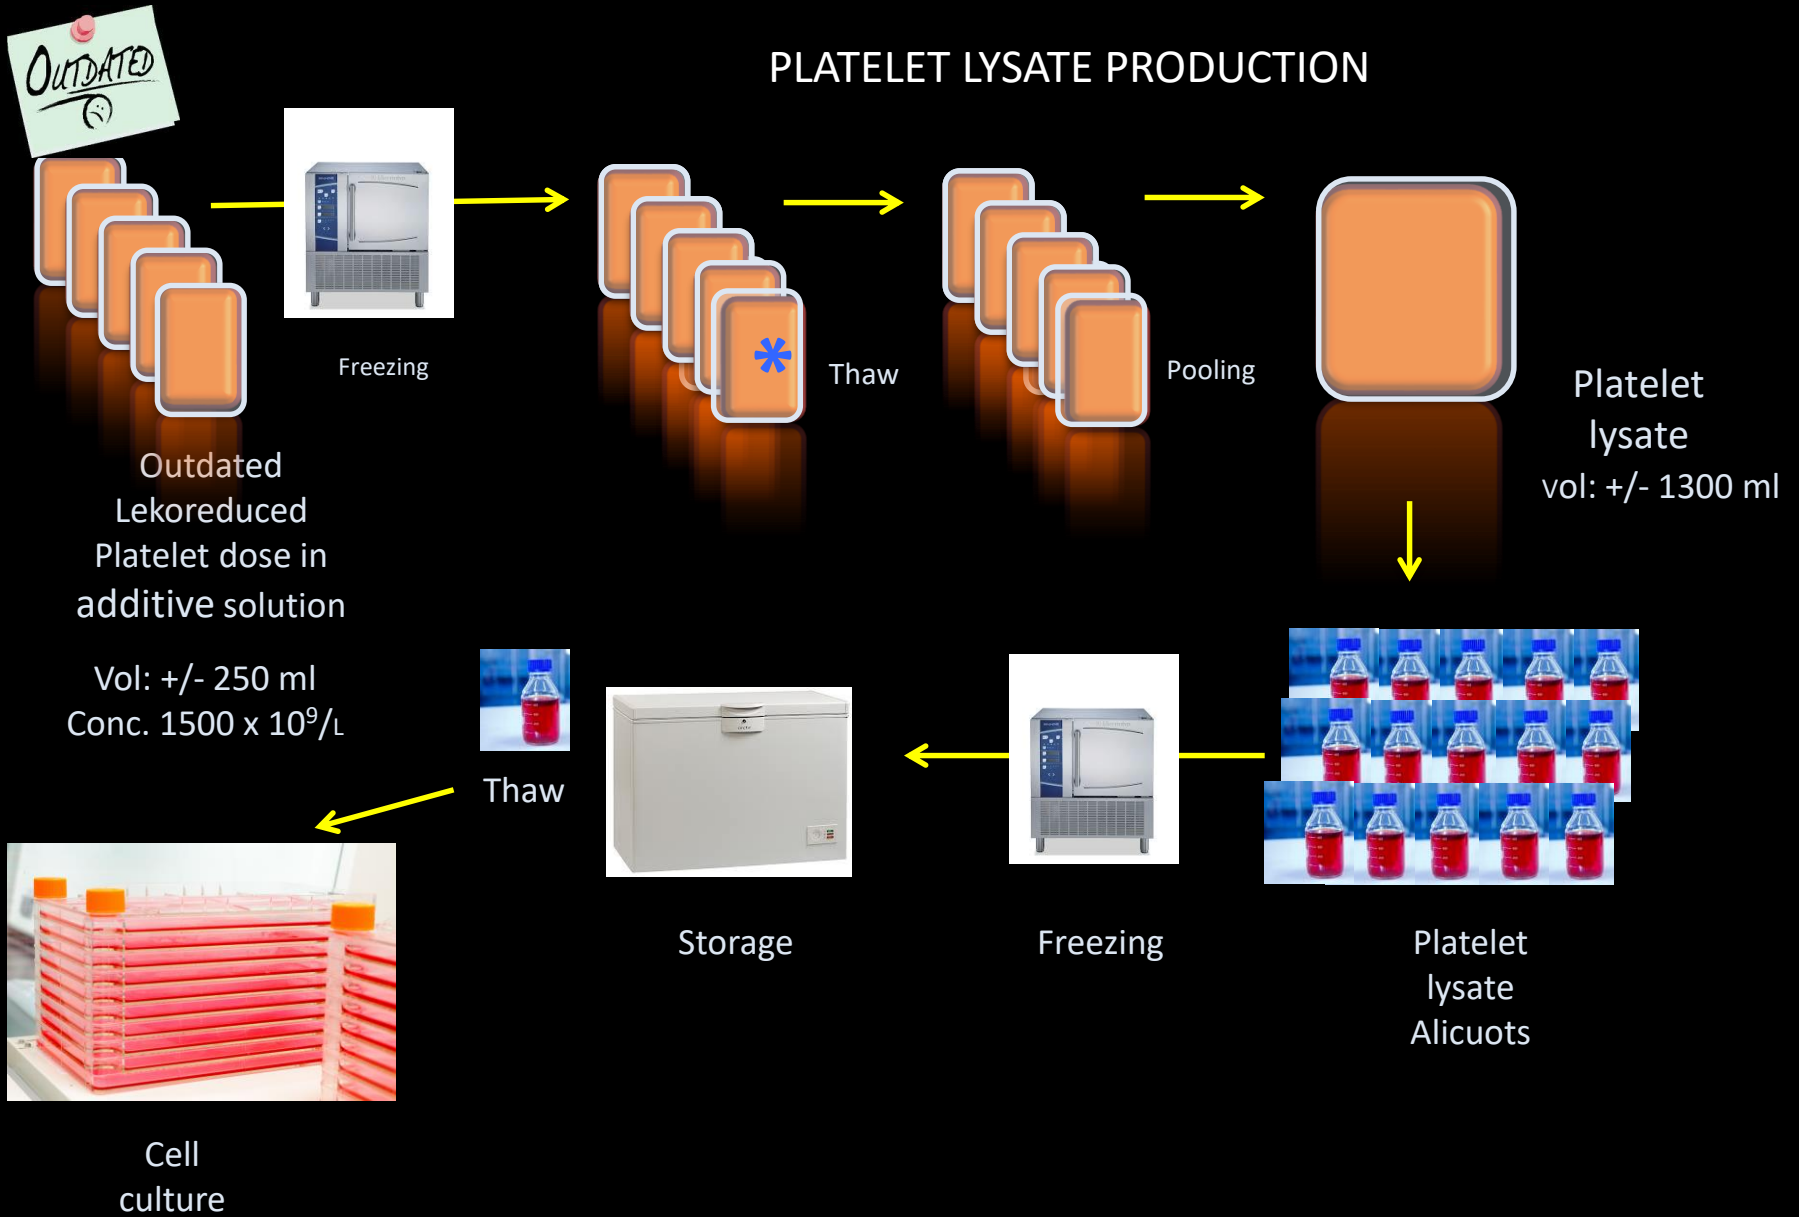 OUTDATED
PLATELET LYSATE PRODUCTION
Freezing
Thaw
Pooling
Platelet
lysate
vol: +/- 1300 ml
Outdated
Lekoreduced
Platelet dose in
additive solution
Vol: +/- 250 ml
Conc. 1500 x 10⁹/L
*
Thaw
Storage
Freezing
Platelet
lysate
Alicuots
Cell
culture